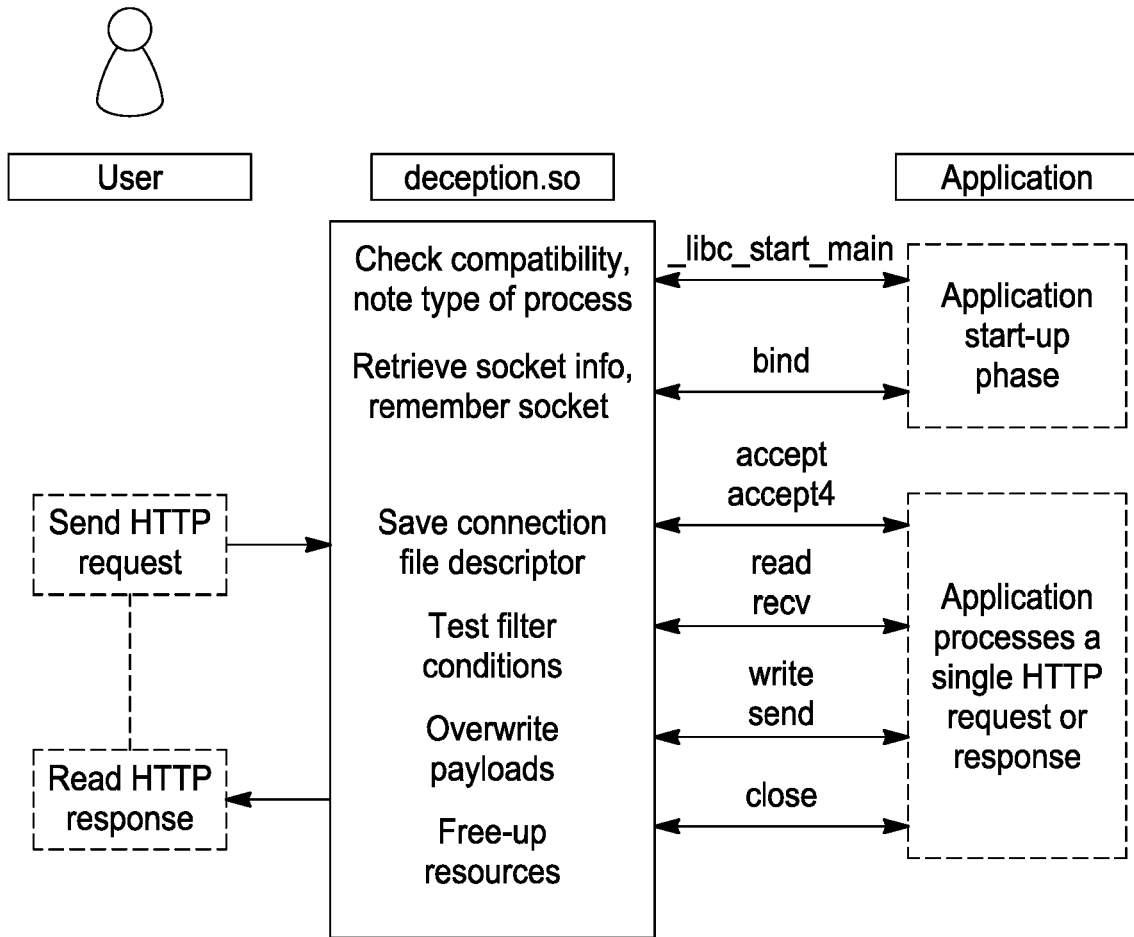 User
deception.so
Application
Check compatibility,
note type of process
Retrieve socket info,
remember socket
Save connection
file descriptor
Test filter
conditions
Overwrite
payloads
Free-up
resources
_libc_start_main
bind
accept
accept4
read
recv
write
send
close
Application
start-up
phase
Application
processes a
single HTTP
request or
response
Send HTTP
request
Read HTTP
response